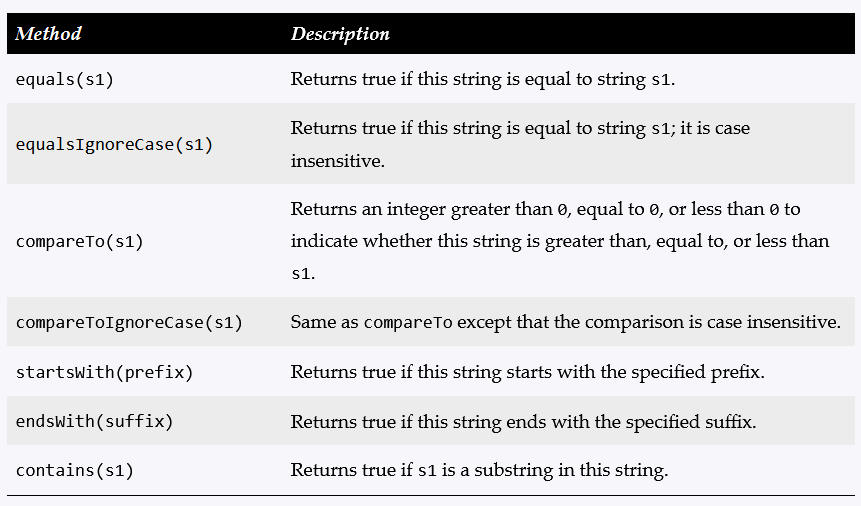 Method Description
equals(s1) Returns true if this string is equal to string s1.
equalsIgnoreCase(s1) Returns true if this string is equal to string s1; it is case
insensitive.
compareTo(s1) Returns an integer greater than 0, equal to 0, or less than 0 to
indicate whether this string is greater than, equal to, or less than
s1.
compareToIgnoreCase(s1) Same as compareTo except that the comparison is case insensitive.
startsWith(prefix) Returns true if this string starts with the specified prefix.
endsWith(suffix) Returns true if this string ends with the specified suffix.
contains(s1) Returns true if s1 is a substring in this string.